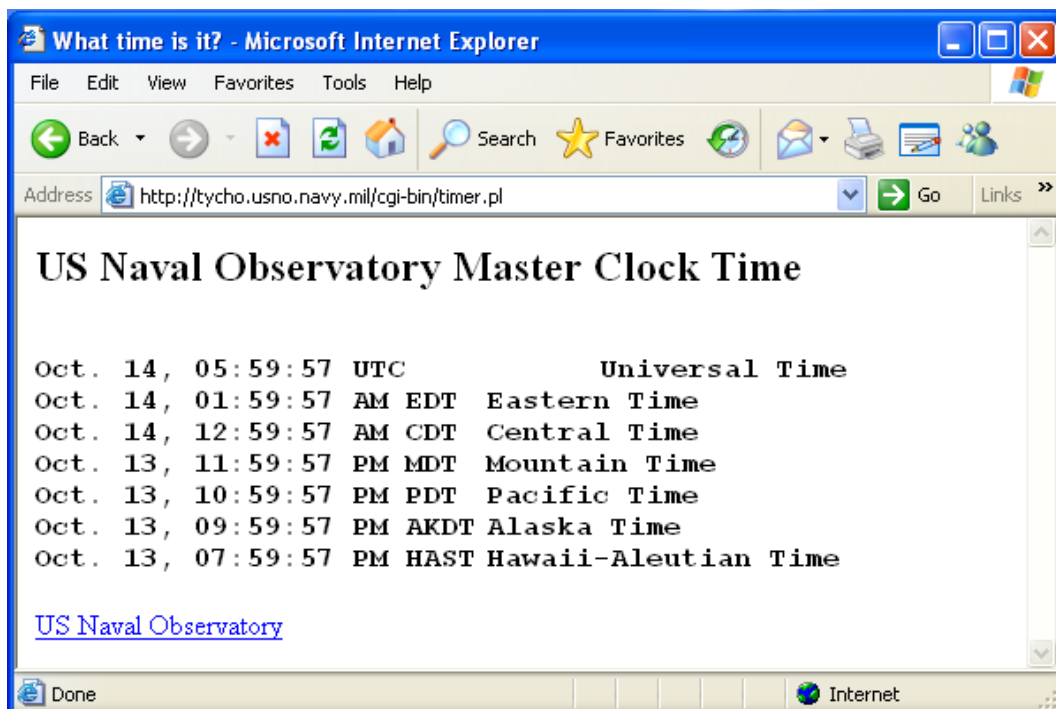 What time is it? - Microsoft Internet Explorer
File Edit View Favorites Tools Help
Back Search Favorites
Address http://tycho.usno.navy.mil/cgi-bin/timer.pl Go Links »
US Naval Observatory Master Clock Time
Oct. 14, 05:59:57 UTC Universal Time
Oct. 14, 01:59:57 AM EDT Eastern Time
Oct. 14, 12:59:57 AM CDT Central Time
Oct. 13, 11:59:57 PM MDT Mountain Time
Oct. 13, 10:59:57 PM PDT Pacific Time
Oct. 13, 09:59:57 PM AKDT Alaska Time
Oct. 13, 07:59:57 PM HAST Hawaii-Aleutian Time
US Naval Observatory
Done Internet